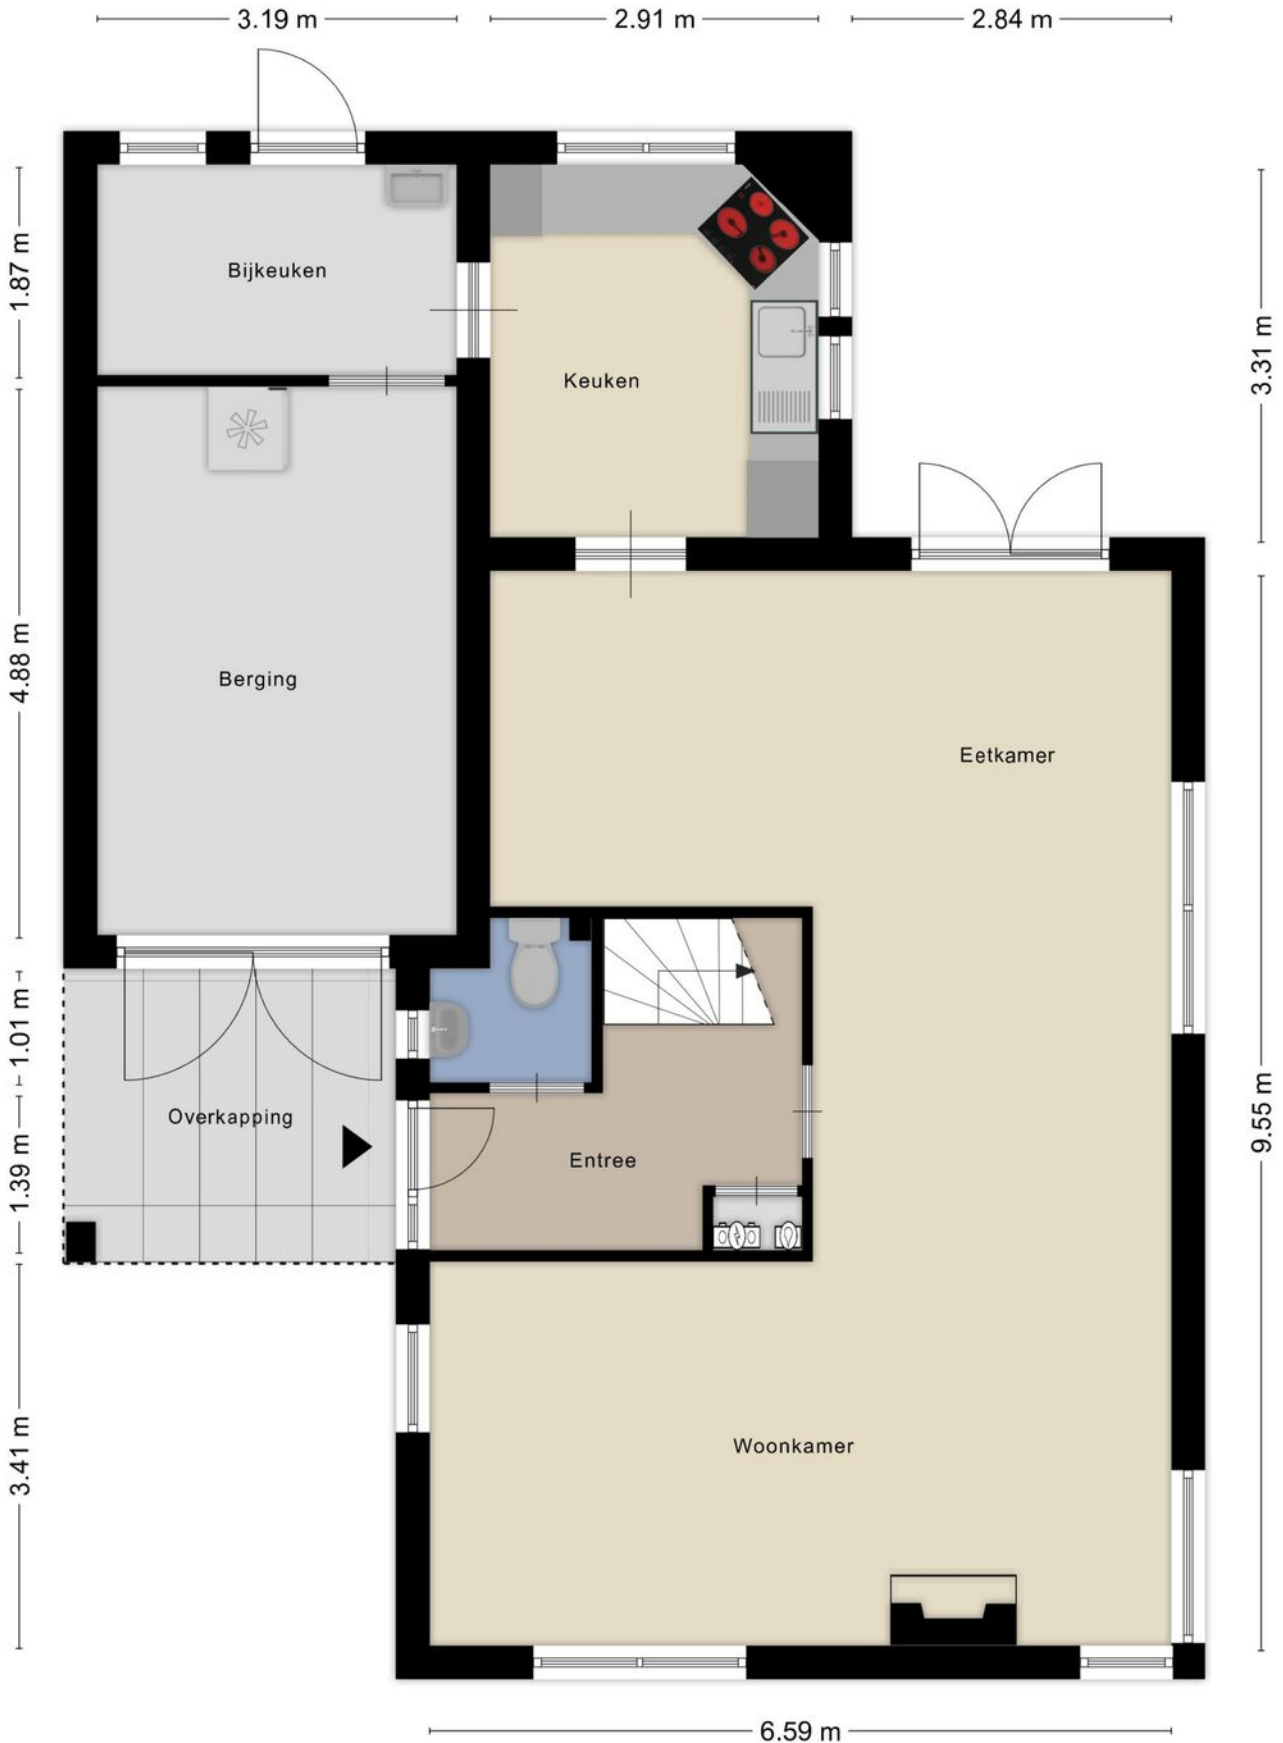 3.19 m
2.91 m
2.84 m
1.87 m
Bijkeuken
3.31 m
Keuken
4.88 m
Berging
Eetkamer
1.01 m
Overkapping
9.55 m
1.39 m
Entree
3.41 m
Woonkamer
6.59 m